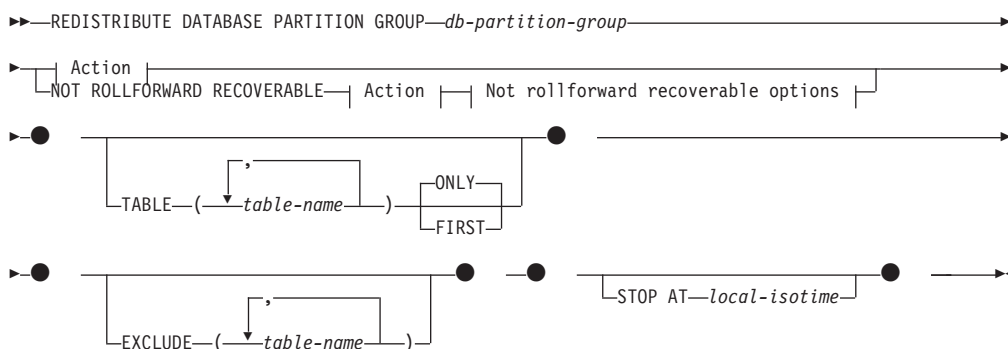 REDISTRIBUTE DATABASE PARTITION GROUP db-partition-group
Action
NOT ROLLFORWARD RECOVERABLE Action Not rollforward recoverable options
,
ONLY
TABLE ( table-name )
FIRST
,
STOP AT local-isotime
EXCLUDE ( table-name )